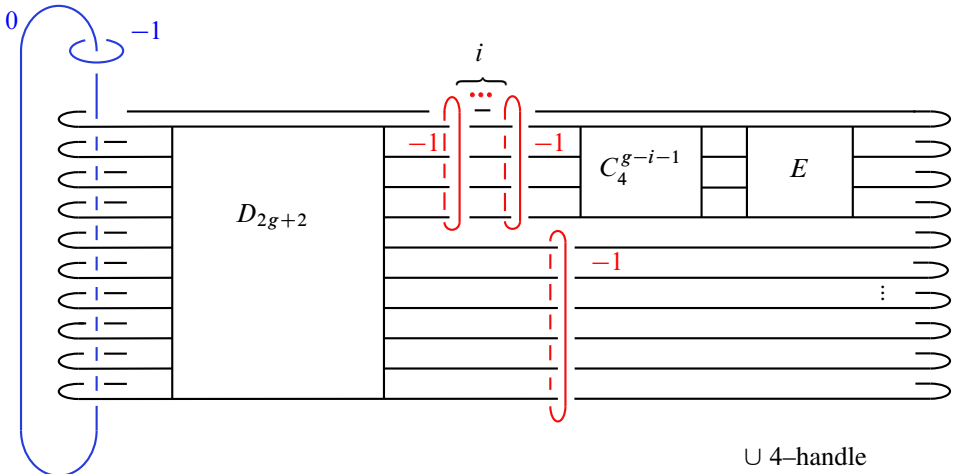 0
−1
i
−1
−1
C_4^{g−i−1}
E
D_{2g+2}
−1
∪ 4–handle